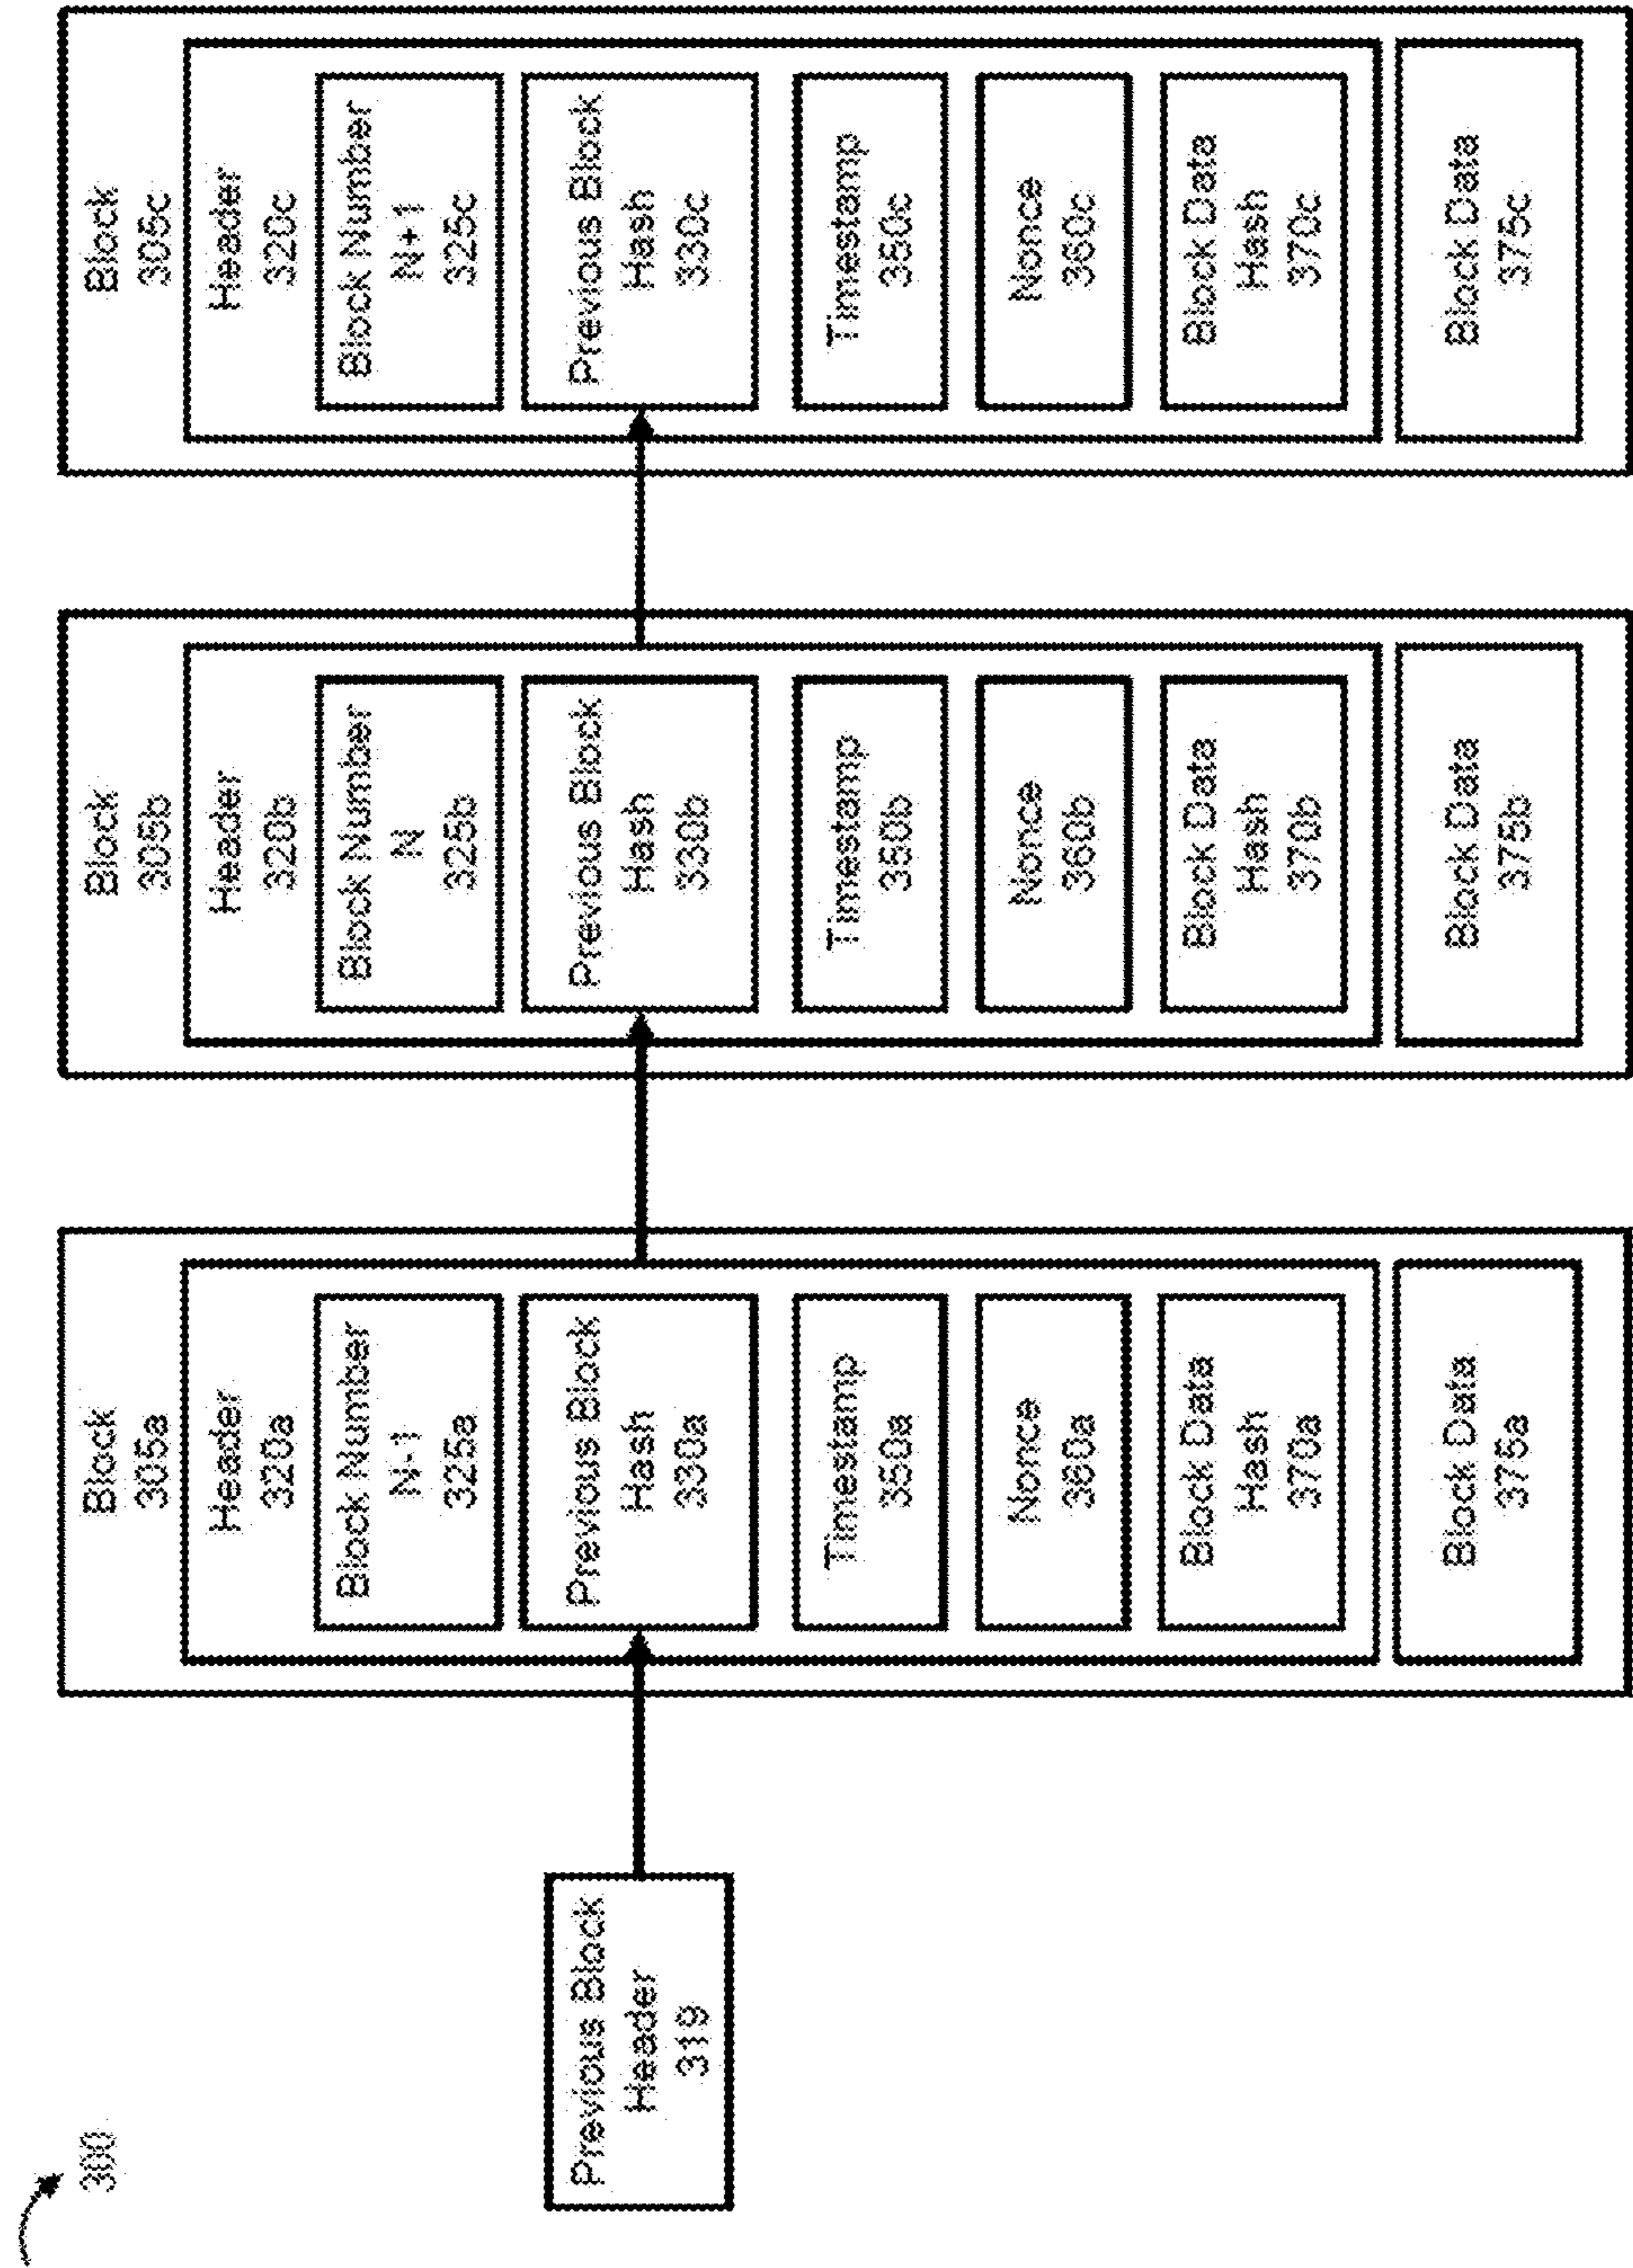 300
Previous Block
Header
319
Block
305a
Header
320a
Block Number
N-1
325a
Previous Block
Hash
330a
Timestamp
350a
Nonce
360a
Block Data
Hash
370a
Block Data
375a
Block
305b
Header
320b
Block Number
N
325b
Previous Block
Hash
330b
Timestamp
350b
Nonce
360b
Block Data
Hash
370b
Block Data
375b
Block
305c
Header
320c
Block Number
N+1
325c
Previous Block
Hash
330c
Timestamp
350c
Nonce
360c
Block Data
Hash
370c
Block Data
375c